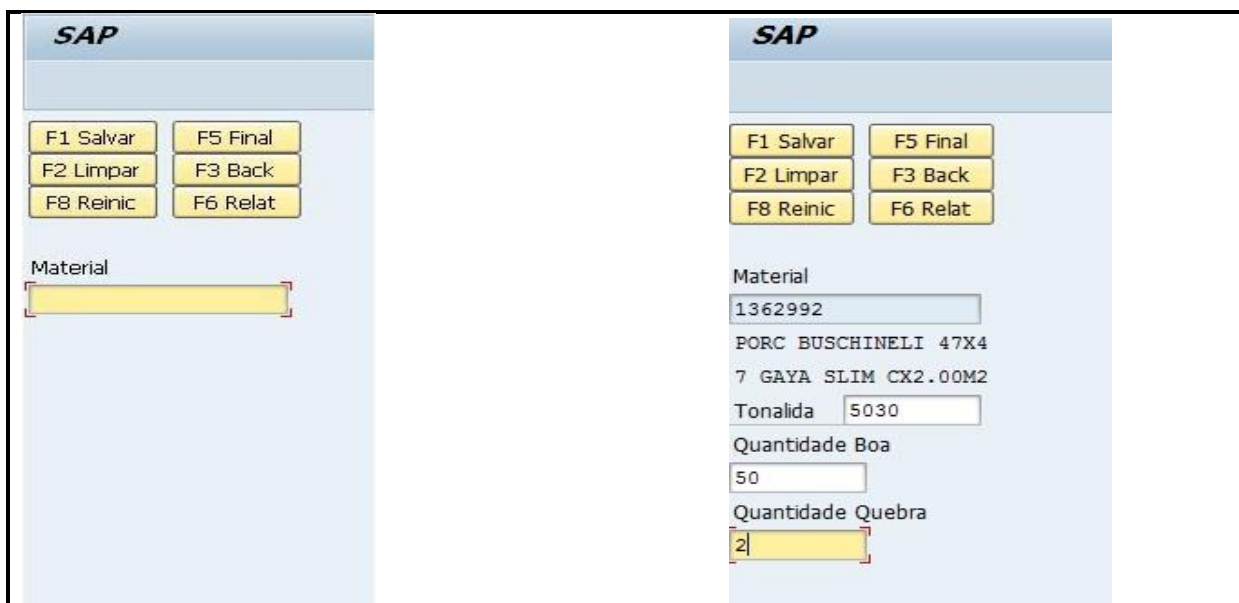 SAP
F1 Salvar F5 Final
F2 Limpar F3 Back
F8 Reinic F6 Relat
Material
SAP
F1 Salvar F5 Final
F2 Limpar F3 Back
F8 Reinic F6 Relat
Material
1362992
PORC BUSCHINELI 47X4
7 GAYA SLIM CX2.00M2
Tonalida 5030
Quantidade Boa
50
Quantidade Quebra
2